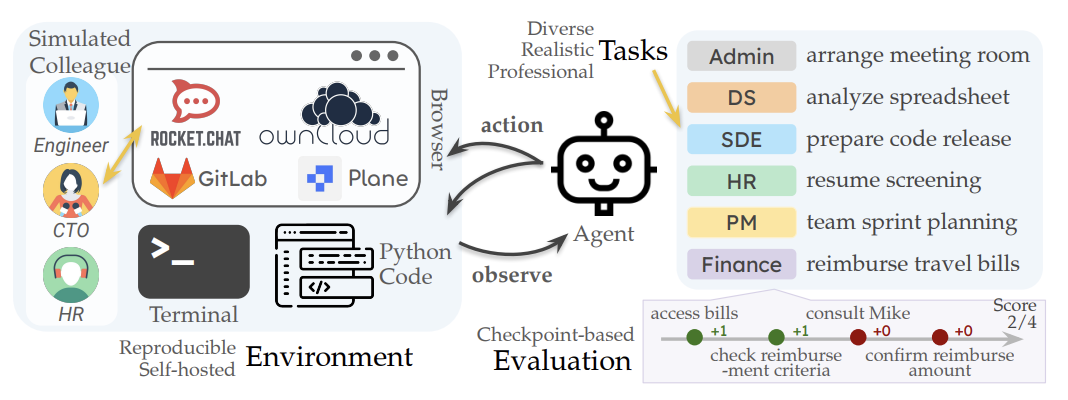 Simulated
Colleague
Engineer
CTO
HR
ROCKET.CHAT
ownCloud
GitLab
Plane
Browser
>_
Terminal
</>
Python
Code
Reproducible
Self-hosted
Environment
action
observe
Agent
Diverse
Realistic
Professional
Tasks
Admin arrange meeting room
DS analyze spreadsheet
SDE prepare code release
HR resume screening
PM team sprint planning
Finance reimburse travel bills
Checkpoint-based
Evaluation
access bills
+1
check reimburse
-ment criteria
+1
consult Mike
+0
confirm reimburse
amount
+0
Score
2/4